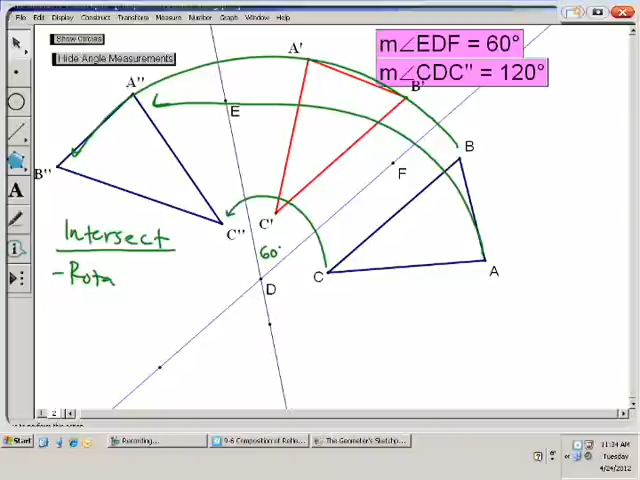 File Edit Display Construct Transform Measure Number Graph Window Help
Show Circles
Hide Angle Measurements
m∠EDF = 60°
m∠CDC'' = 120°
A'
B'
A''
E
B
F
B''
C'
C''
Intersect
60°
A
C
- Rota
D
A
2
Start
Recording...
9-6 Composition of Refle...
The Geometer's Sketchp...
11:34 AM
Tuesday
4/24/2012